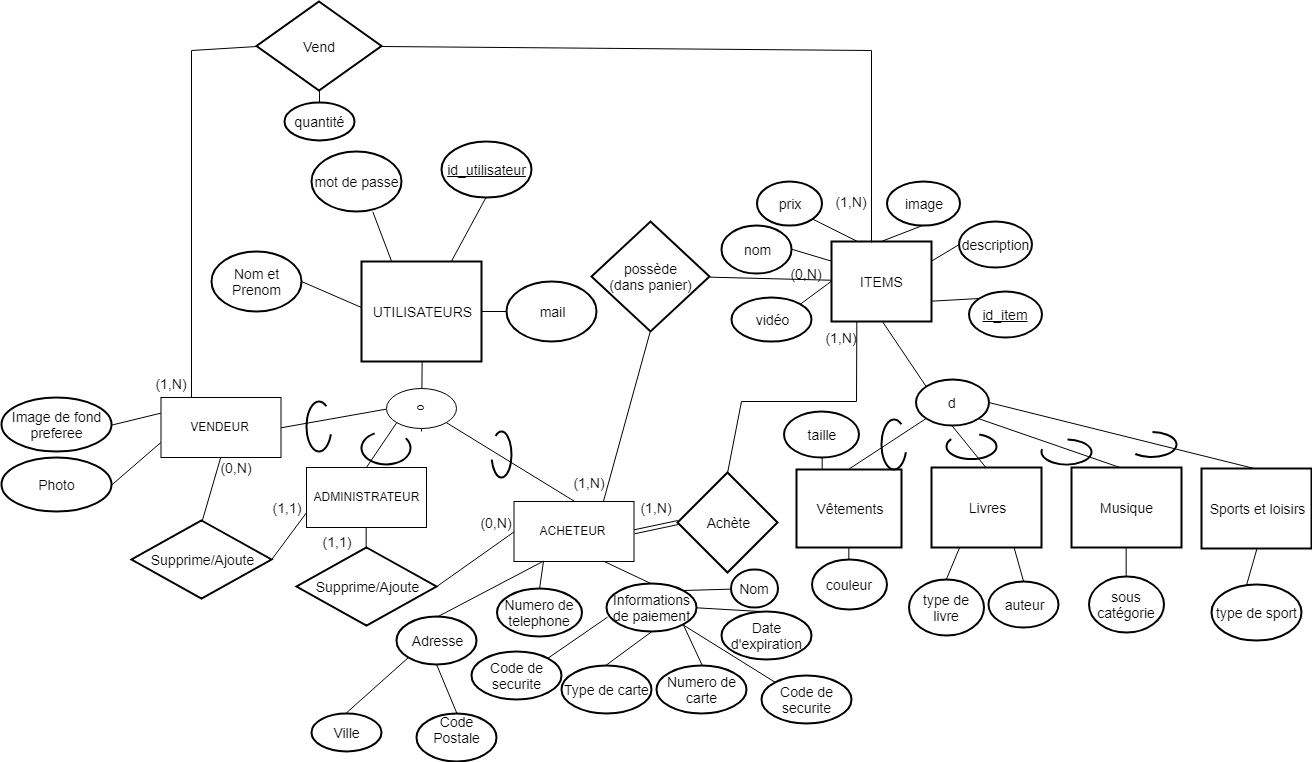 Vend
quantité
mot de passe
id_utilisateur
Nom et
Prenom
UTILISATEURS
mail
possède
(dans panier)
prix
(1,N)
image
nom
description
(0,N)
ITEMS
vidéo
id_item
(1,N)
(1,N)
Image de fond
preferee
VENDEUR
o
d
Photo
(0,N)
ADMINISTRATEUR
(1,1)
(1,1)
Supprime/Ajoute
Supprime/Ajoute
(1,N)
(0,N)
ACHETEUR
(1,N)
Achète
taille
Vêtements
Livres
Musique
Sports et loisirs
couleur
type de
livre
auteur
sous
catégorie
type de sport
Adresse
Numero de
telephone
Informations
de paiement
Nom
Date
d'expiration
Code de
securite
Type de carte
Numero de
carte
Code de
securite
Ville
Code
Postale